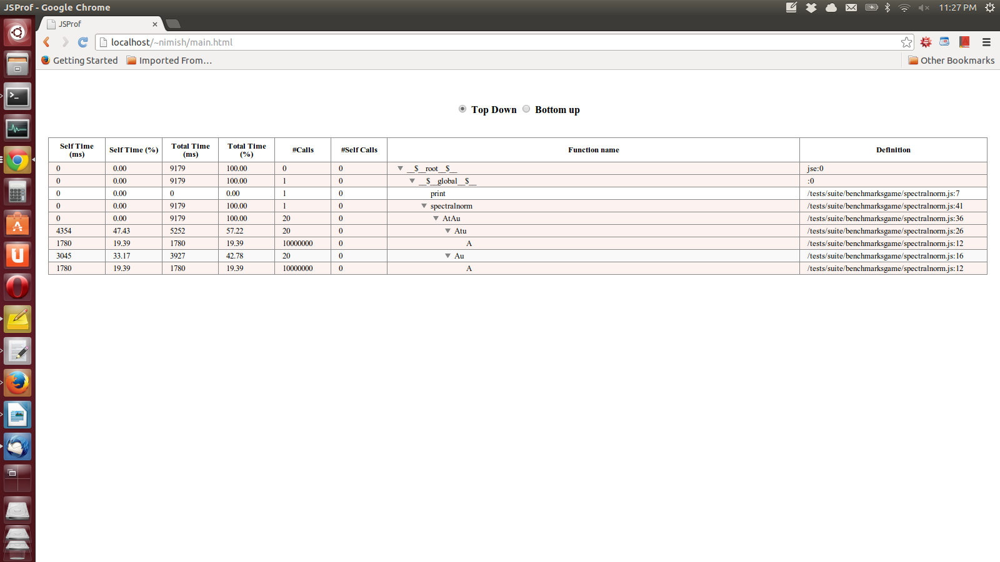 JSProf - Google Chrome
11:27 PM
JSProf
localhost/~nimish/main.html
Getting Started Imported From... Other Bookmarks
Top Down Bottom up
Self Time (ms) Self Time (%) Total Time (ms) Total Time (%) #Calls #Self Calls Function name Definition
0 0.00 9179 100.00 0 0 __$__root__$__ jse:0
0 0.00 9179 100.00 1 0 __$__global__$__ :0
0 0.00 0 0.00 1 0 print /tests/suite/benchmarksgame/spectralnorm.js:7
0 0.00 9179 100.00 1 0 spectralnorm /tests/suite/benchmarksgame/spectralnorm.js:41
0 0.00 9179 100.00 20 0 AtAu /tests/suite/benchmarksgame/spectralnorm.js:36
4354 47.43 5252 57.22 20 0 Atu /tests/suite/benchmarksgame/spectralnorm.js:26
1780 19.39 1780 19.39 10000000 0 A /tests/suite/benchmarksgame/spectralnorm.js:12
3045 33.17 3927 42.78 20 0 Au /tests/suite/benchmarksgame/spectralnorm.js:16
1780 19.39 1780 19.39 10000000 0 A /tests/suite/benchmarksgame/spectralnorm.js:12